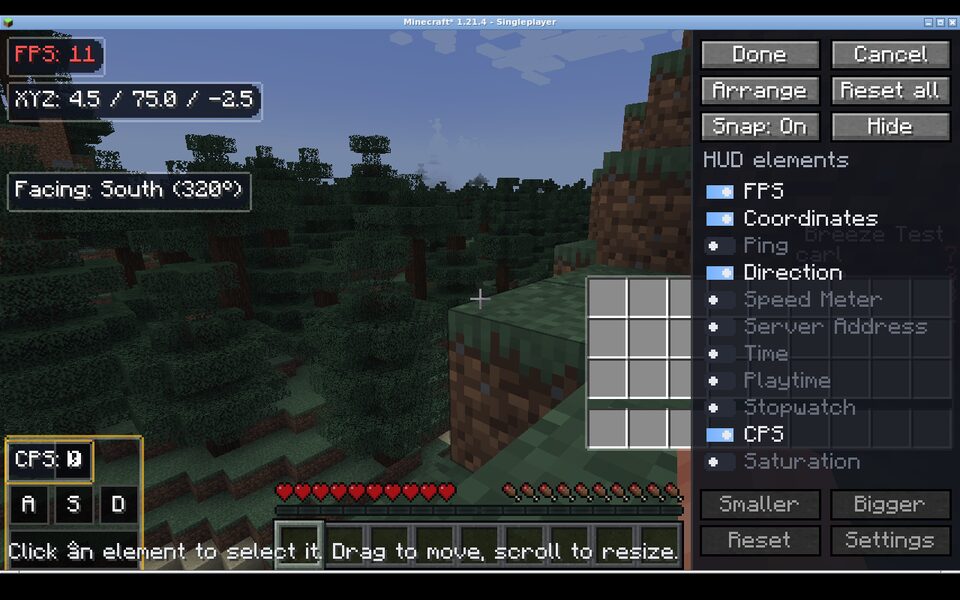 Minecraft* 1.21.4 - Singleplayer
FPS: 11
XYZ: 4.5 / 75.0 / -2.5
Facing: South (320°)
Done
Cancel
Arrange
Reset all
Snap: On
Hide
HUD elements
FPS
Coordinates
Breeze Test
Ping
carl
Direction
Speed Meter
Server Address
Time
Playtime
Stopwatch
CPS
Saturation
Smaller
Bigger
Reset
Settings
CPS: 0
A S D
Click an element to select it. Drag to move, scroll to resize.